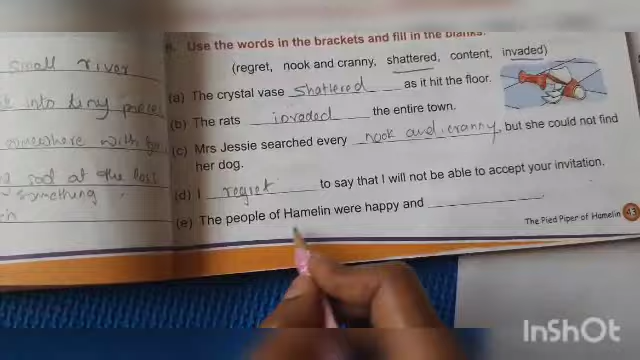 Use the words in the brackets and fill in the blanks.
small river
(regret, nook and cranny, shattered, content, invaded)
into tiny pieces
(a) The crystal vase shattered as it hit the floor.
(b) The rats invaded the entire town.
somewhere with
(c) Mrs Jessie searched every nook and cranny, but she could not find
her dog.
sad at the loss
something
(d) I regret to say that I will not be able to accept your invitation.
(e) The people of Hamelin were happy and
The Pied Piper of Hamelin
InShOt